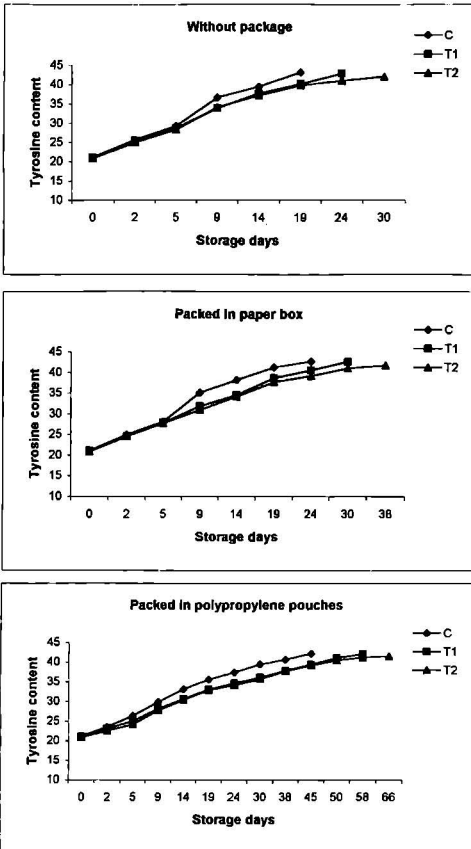 Without package
C
T1
T2
Tyrosine content
45
40
35
30
25
20
15
10
0 2 5 9 14 19 24 30
Storage days
Packed in paper box
C
T1
T2
Tyrosine content
45
40
35
30
25
20
15
10
0 2 5 9 14 19 24 30 38
Storage days
Packed in polypropylene pouches
C
T1
T2
Tyrosine content
45
40
35
30
25
20
15
10
0 2 5 9 14 19 24 30 38 45 50 58 66
Storage days